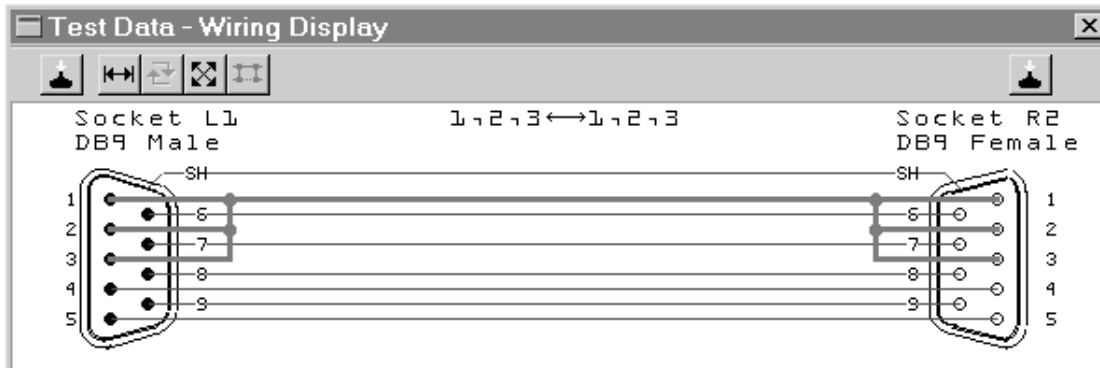 Test Data - Wiring Display
Socket L1
DB9 Male
1,2,3↔1,2,3
Socket R2
DB9 Female
SH
SH
1
6
6
1
2
7
7
2
3
8
8
3
4
9
9
4
5
5